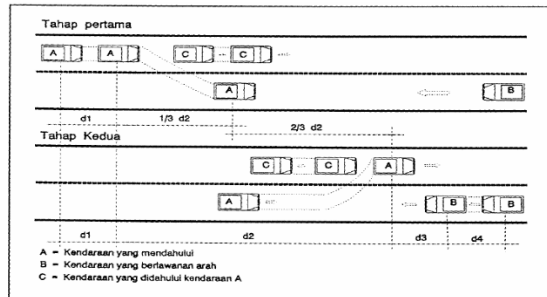 Tahap pertama
A A C C
A B
d1 1/3 d2 2/3 d2
Tahap Kedua
C C A
A B B
d1 d2 d3 d4
A = Kendaraan yang mendahului
B = Kendaraan yang berlawanan arah
C = Kendaraan yang didahului kendaraan A